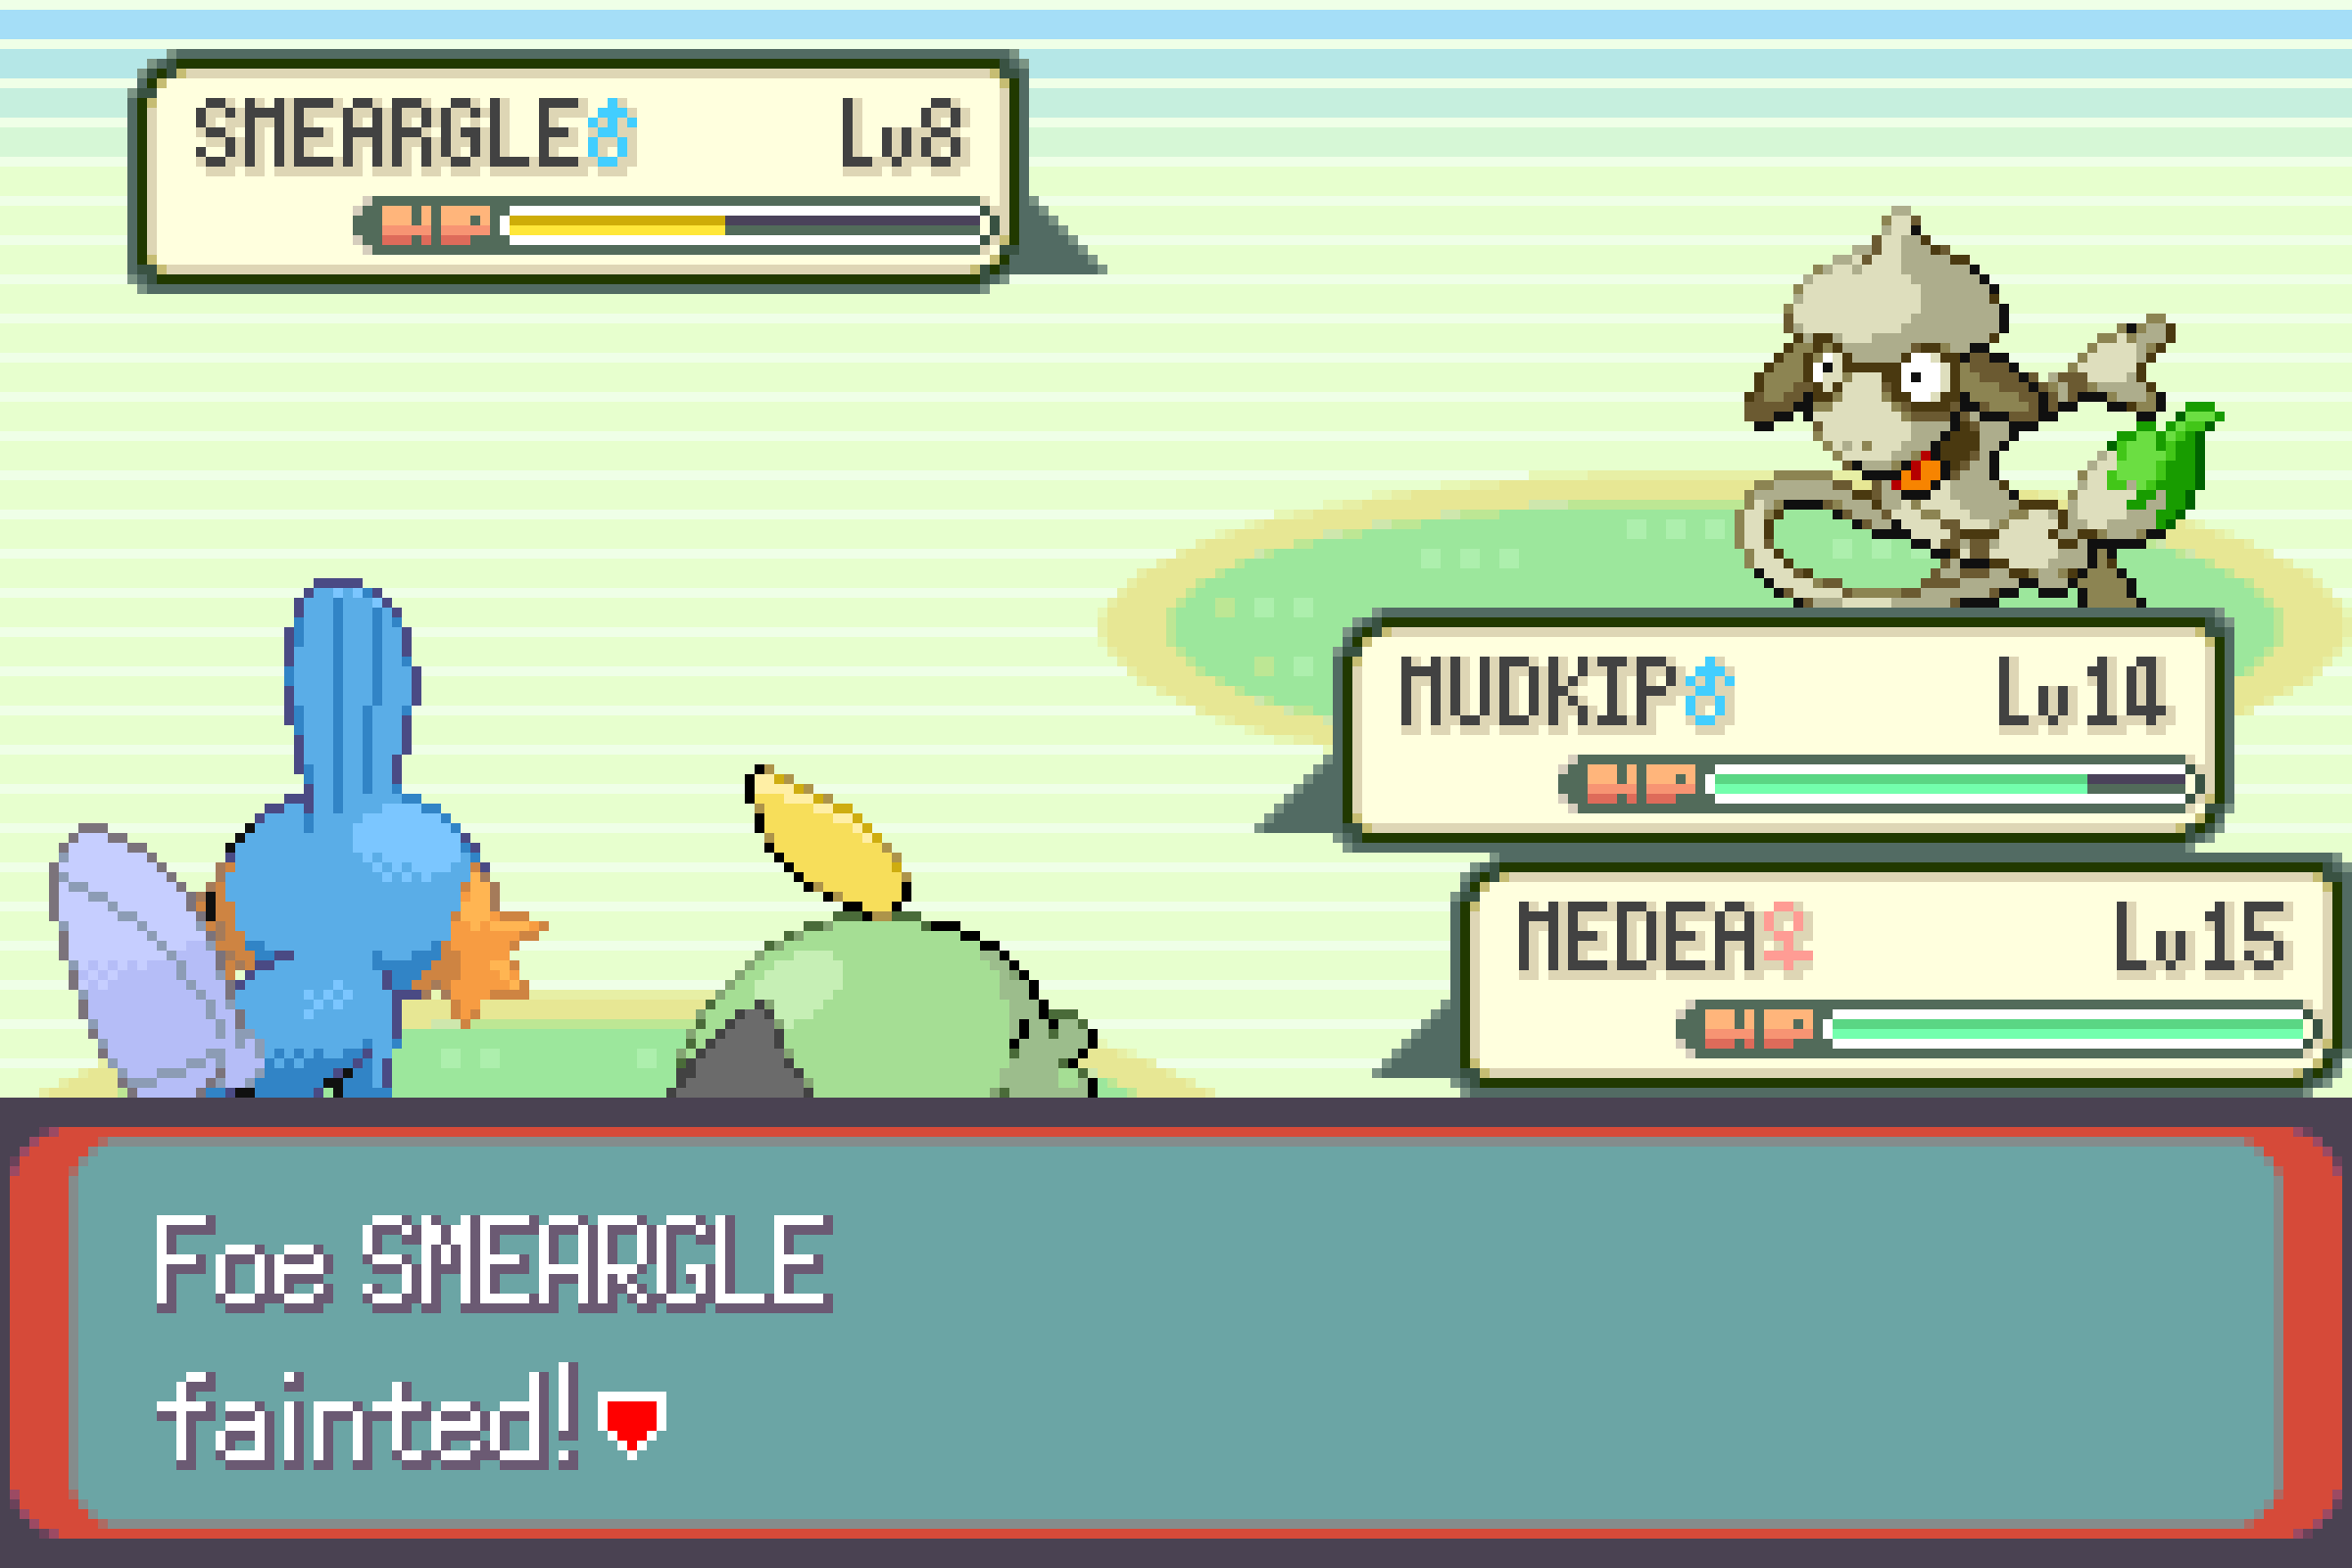 SMEARGLE♂ Lv8
HP
MUDKIP♂ Lv14
HP
MEDEA♀ Lv15
HP
Foe SMEARGLE
fainted!